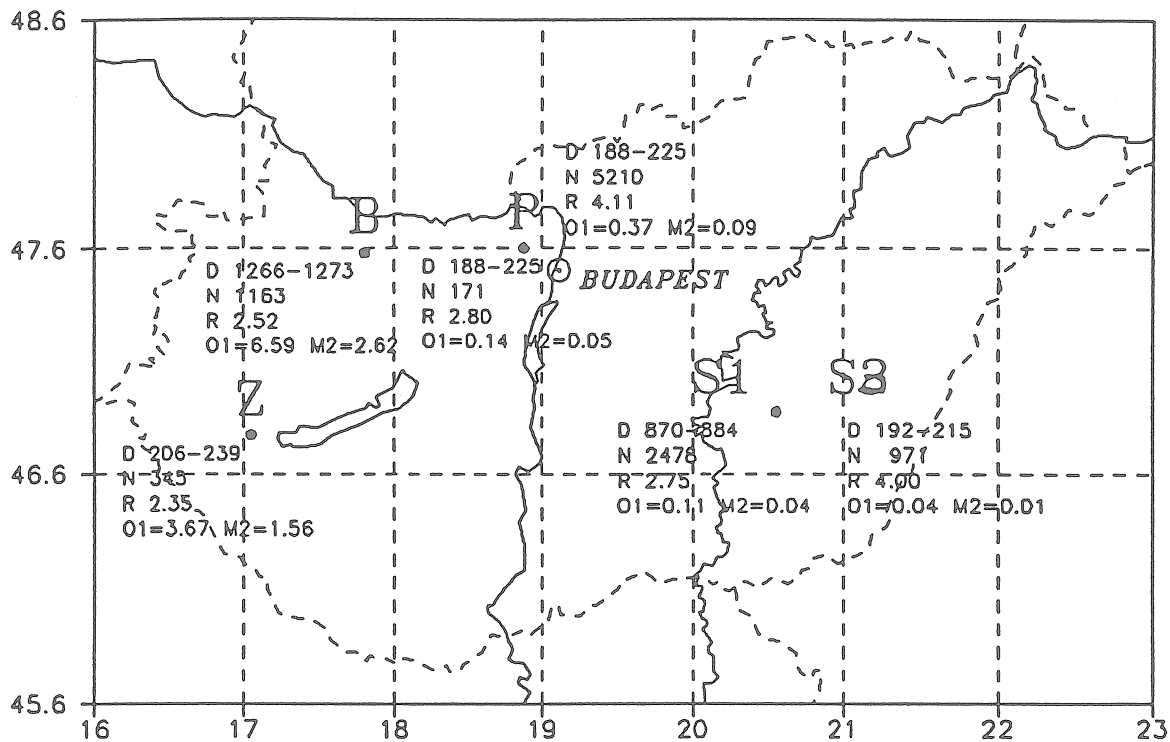 48.6
D 188-225
N 5210
R 4.11
O1=0.37 M2=0.09
B
P
47.6
BUDAPEST
D 1266-1273
N 1163
R 2.52
O1=6.59 M2=2.62
D 188-225
N 171
R 2.80
O1=0.14 M2=0.05
Z
S1
S3
D 206-239
N 345
R 2.35
O1=3.67 M2=1.56
D 870-884
N 2478
R 2.75
O1=0.11 M2=0.04
D 192-215
N 971
R 4.00
O1=0.04 M2=0.01
46.6
45.6
16 17 18 19 20 21 22 23